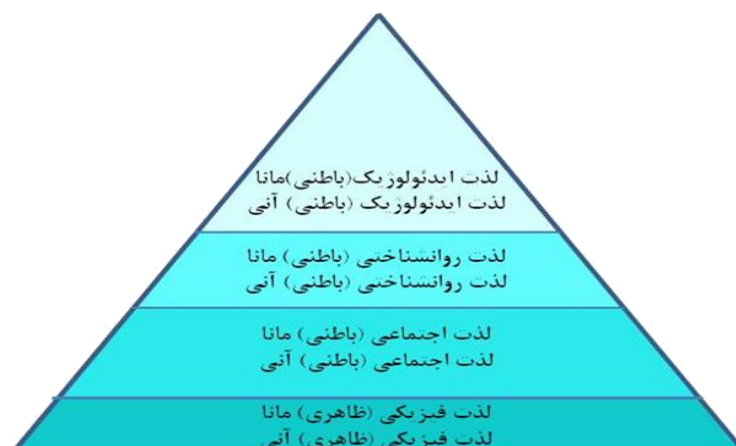 لذت ایدئولوژیک(باطنی)مانا
لذت ایدئولوژیک (باطنی) آنی
لذت روانشناختی (باطنی) مانا
لذت روانشناختی (باطنی) آنی
لذت اجتماعی (باطنی) مانا
لذت اجتماعی (باطنی) آنی
لذت فیزیکی (ظاهری) مانا
لذت فیزیکی (ظاهری) آنی